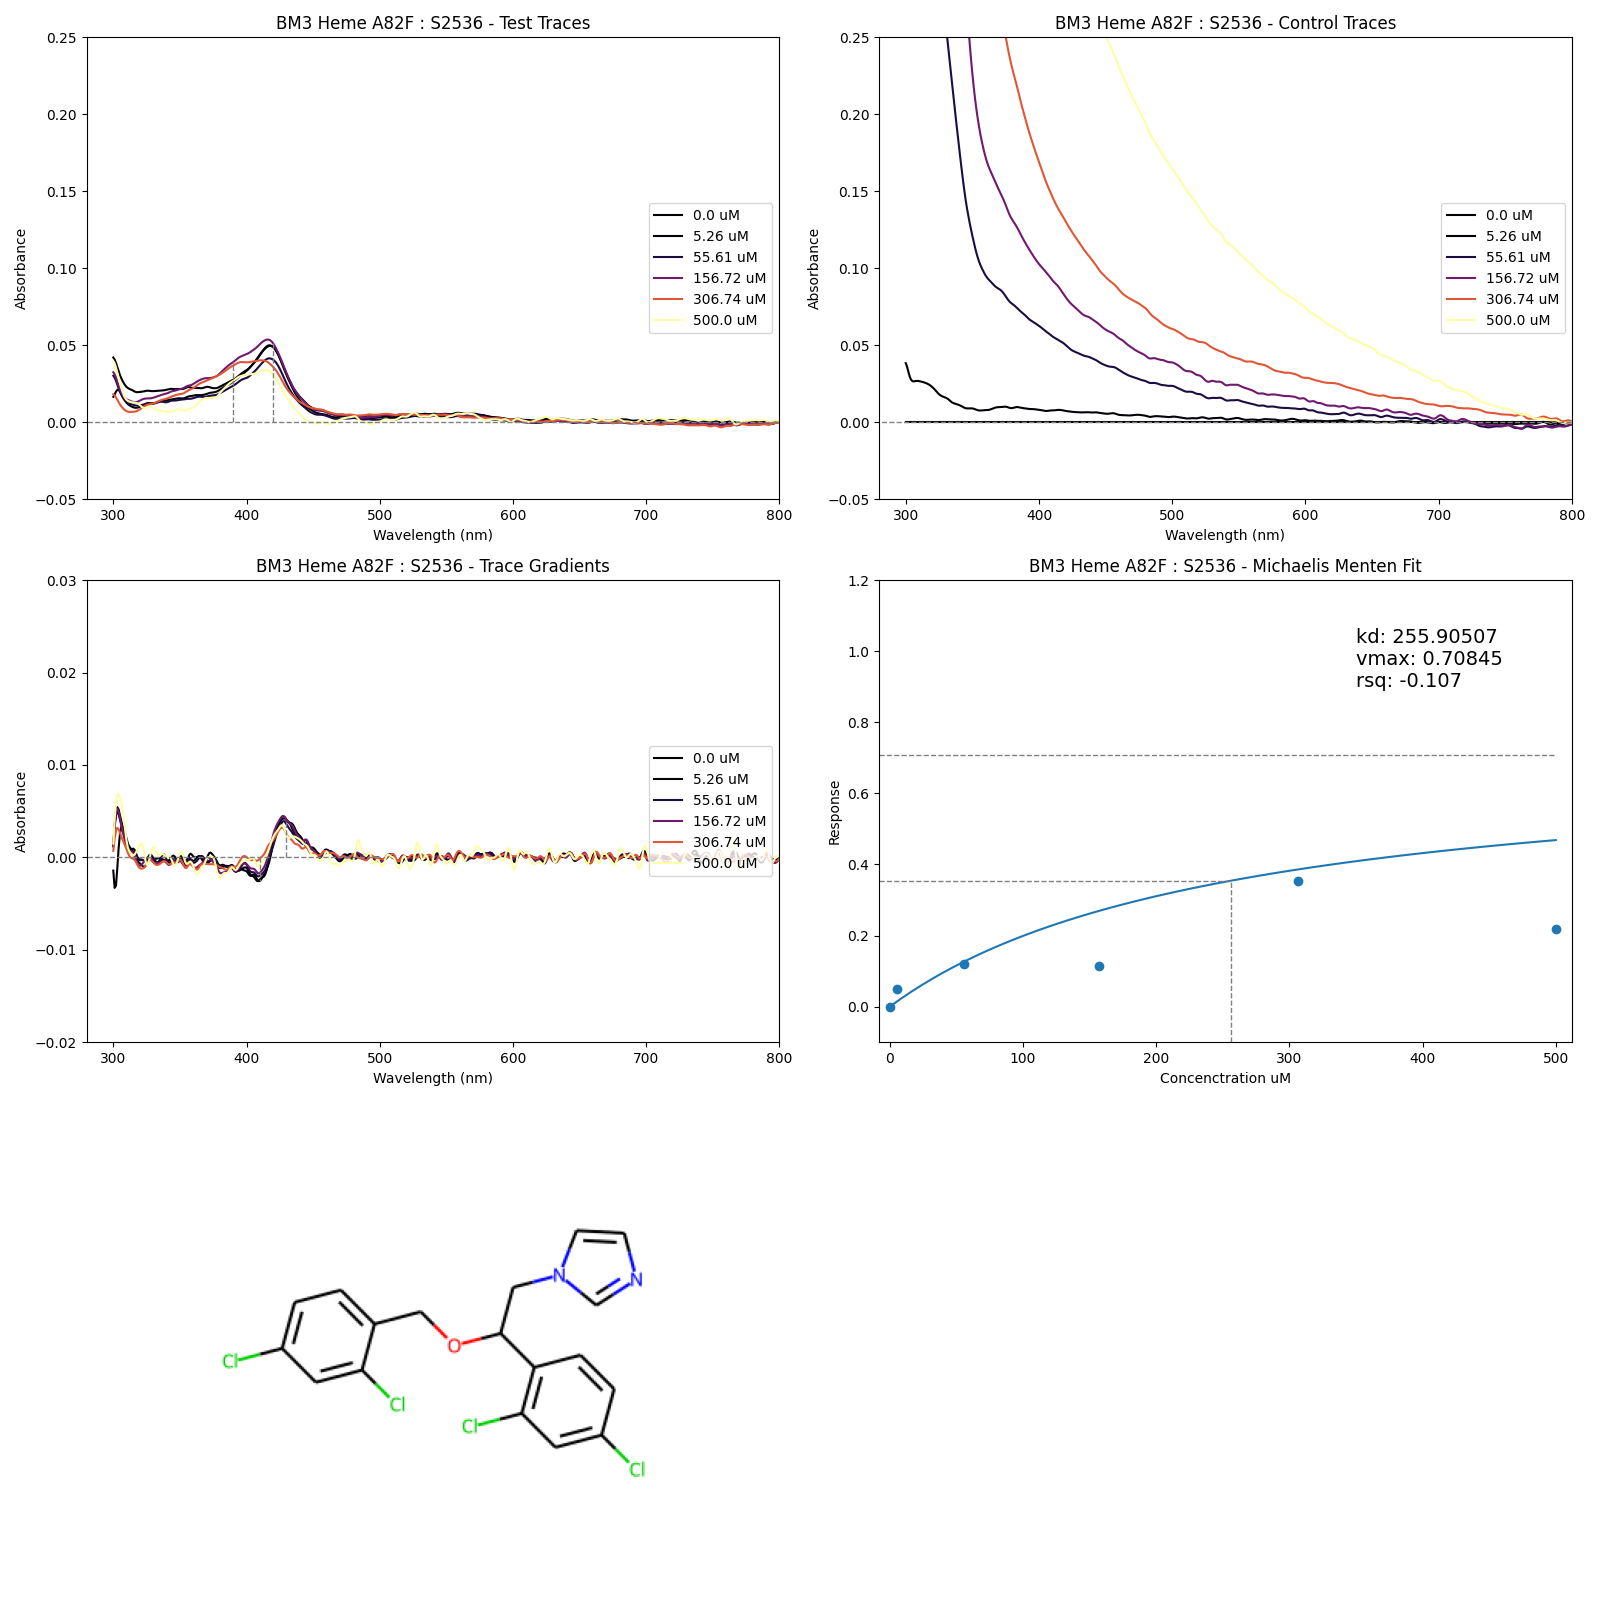 BM3 Heme A82F : S2536 - Test Traces
0.25
0.20
0.15
0.10
0.05
0.00
−0.05
Absorbance
300
400
500
600
700
800
Wavelength (nm)
0.0 uM
5.26 uM
55.61 uM
156.72 uM
306.74 uM
500.0 uM
BM3 Heme A82F : S2536 - Control Traces
0.25
0.20
0.15
0.10
0.05
0.00
−0.05
Absorbance
300
400
500
600
700
800
Wavelength (nm)
0.0 uM
5.26 uM
55.61 uM
156.72 uM
306.74 uM
500.0 uM
BM3 Heme A82F : S2536 - Trace Gradients
0.03
0.02
0.01
0.00
−0.01
−0.02
Absorbance
300
400
500
600
700
800
Wavelength (nm)
0.0 uM
5.26 uM
55.61 uM
156.72 uM
306.74 uM
500.0 uM
BM3 Heme A82F : S2536 - Michaelis Menten Fit
1.2
1.0
0.8
0.6
0.4
0.2
0.0
Response
kd: 255.90507
vmax: 0.70845
rsq: -0.107
0
100
200
300
400
500
Concenctration uM
N
N
O
Cl
Cl
Cl
Cl